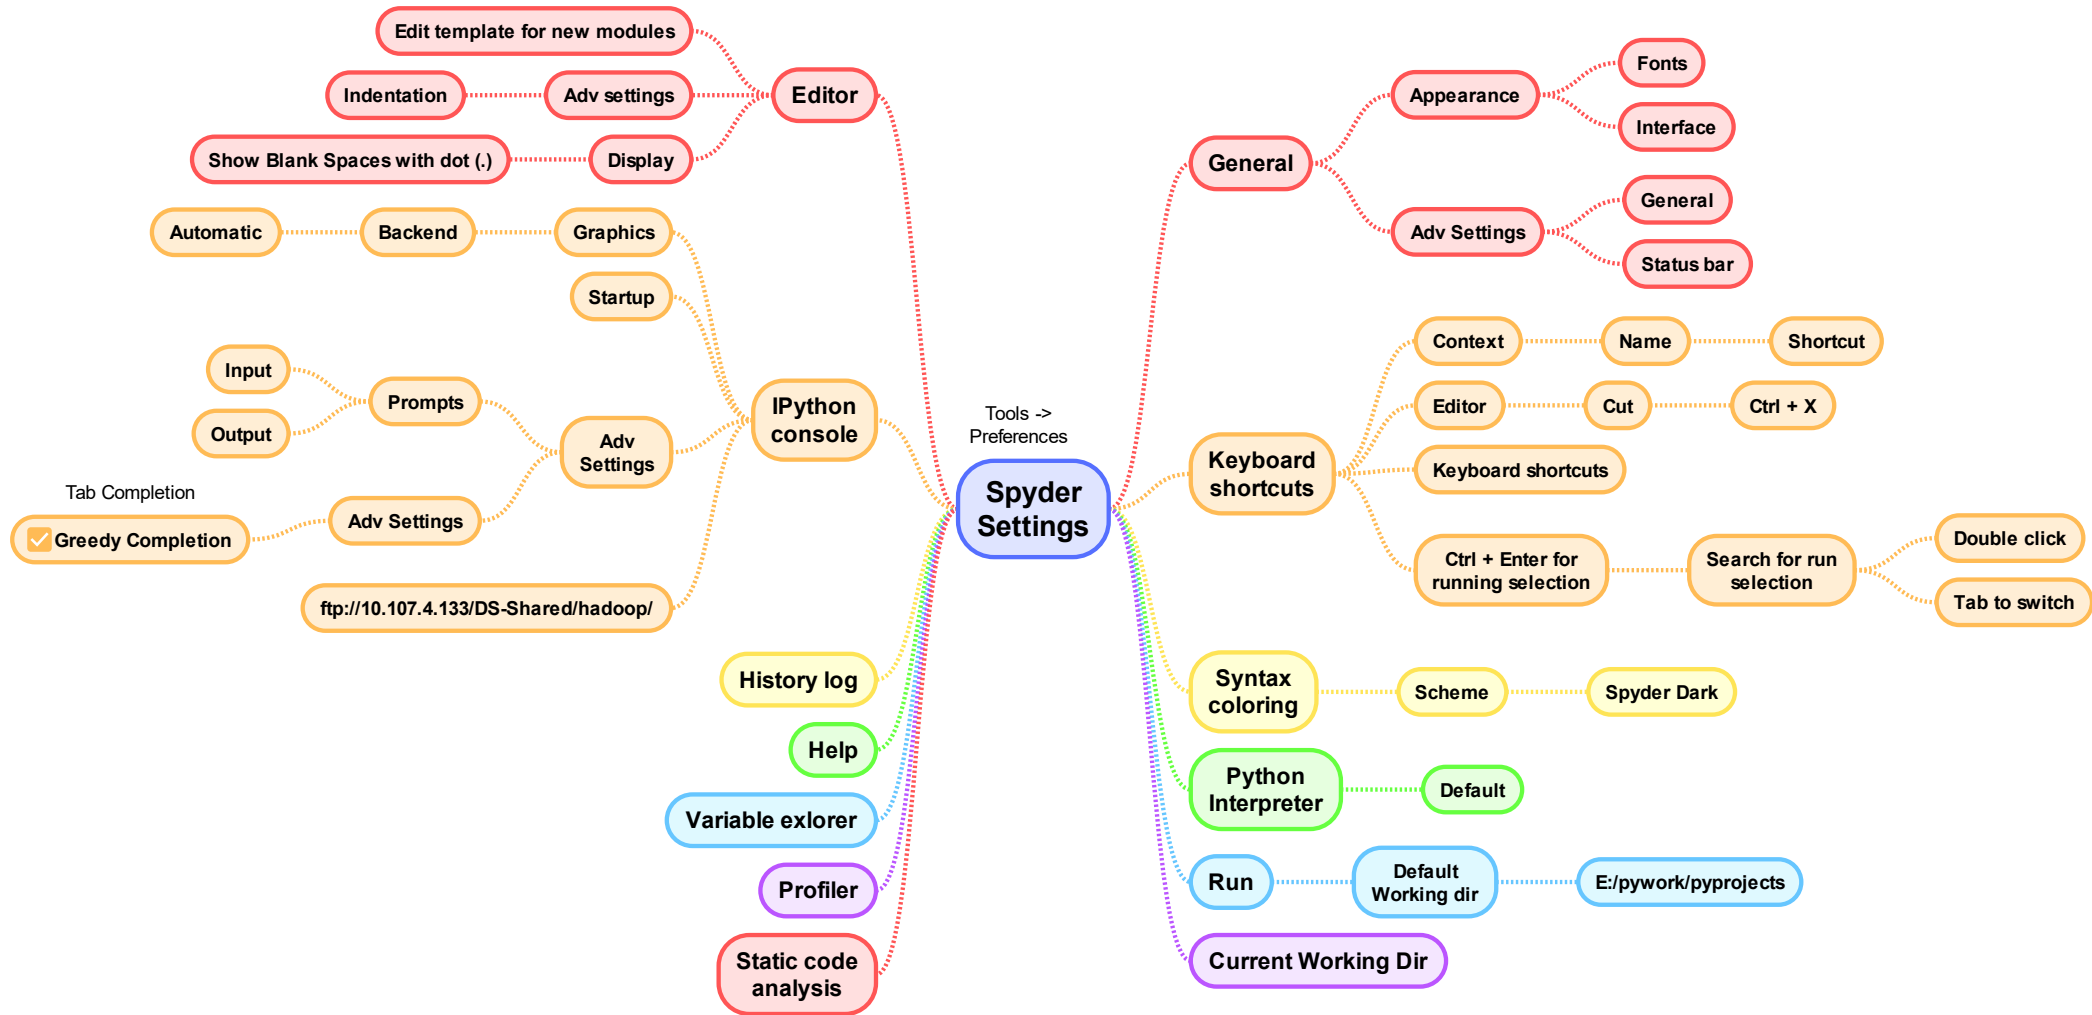 Tools ->
Preferences
Spyder
Settings
General
Appearance
Fonts
Interface
Adv Settings
General
Status bar
Keyboard
shortcuts
Context
Name
Shortcut
Editor
Cut
Ctrl + X
Keyboard shortcuts
Ctrl + Enter for
running selection
Search for run
selection
Double click
Tab to switch
Syntax
coloring
Scheme
Spyder Dark
Python
Interpreter
Default
Run
Default
Working dir
E:/pywork/pyprojects
Current Working Dir
Editor
Edit template for new modules
Adv settings
Indentation
Display
Show Blank Spaces with dot (.)
IPython
console
Graphics
Backend
Automatic
Startup
Adv
Settings
Prompts
Input
Output
Adv Settings
Tab Completion
Greedy Completion
ftp://10.107.4.133/DS-Shared/hadoop/
History log
Help
Variable exlorer
Profiler
Static code
analysis